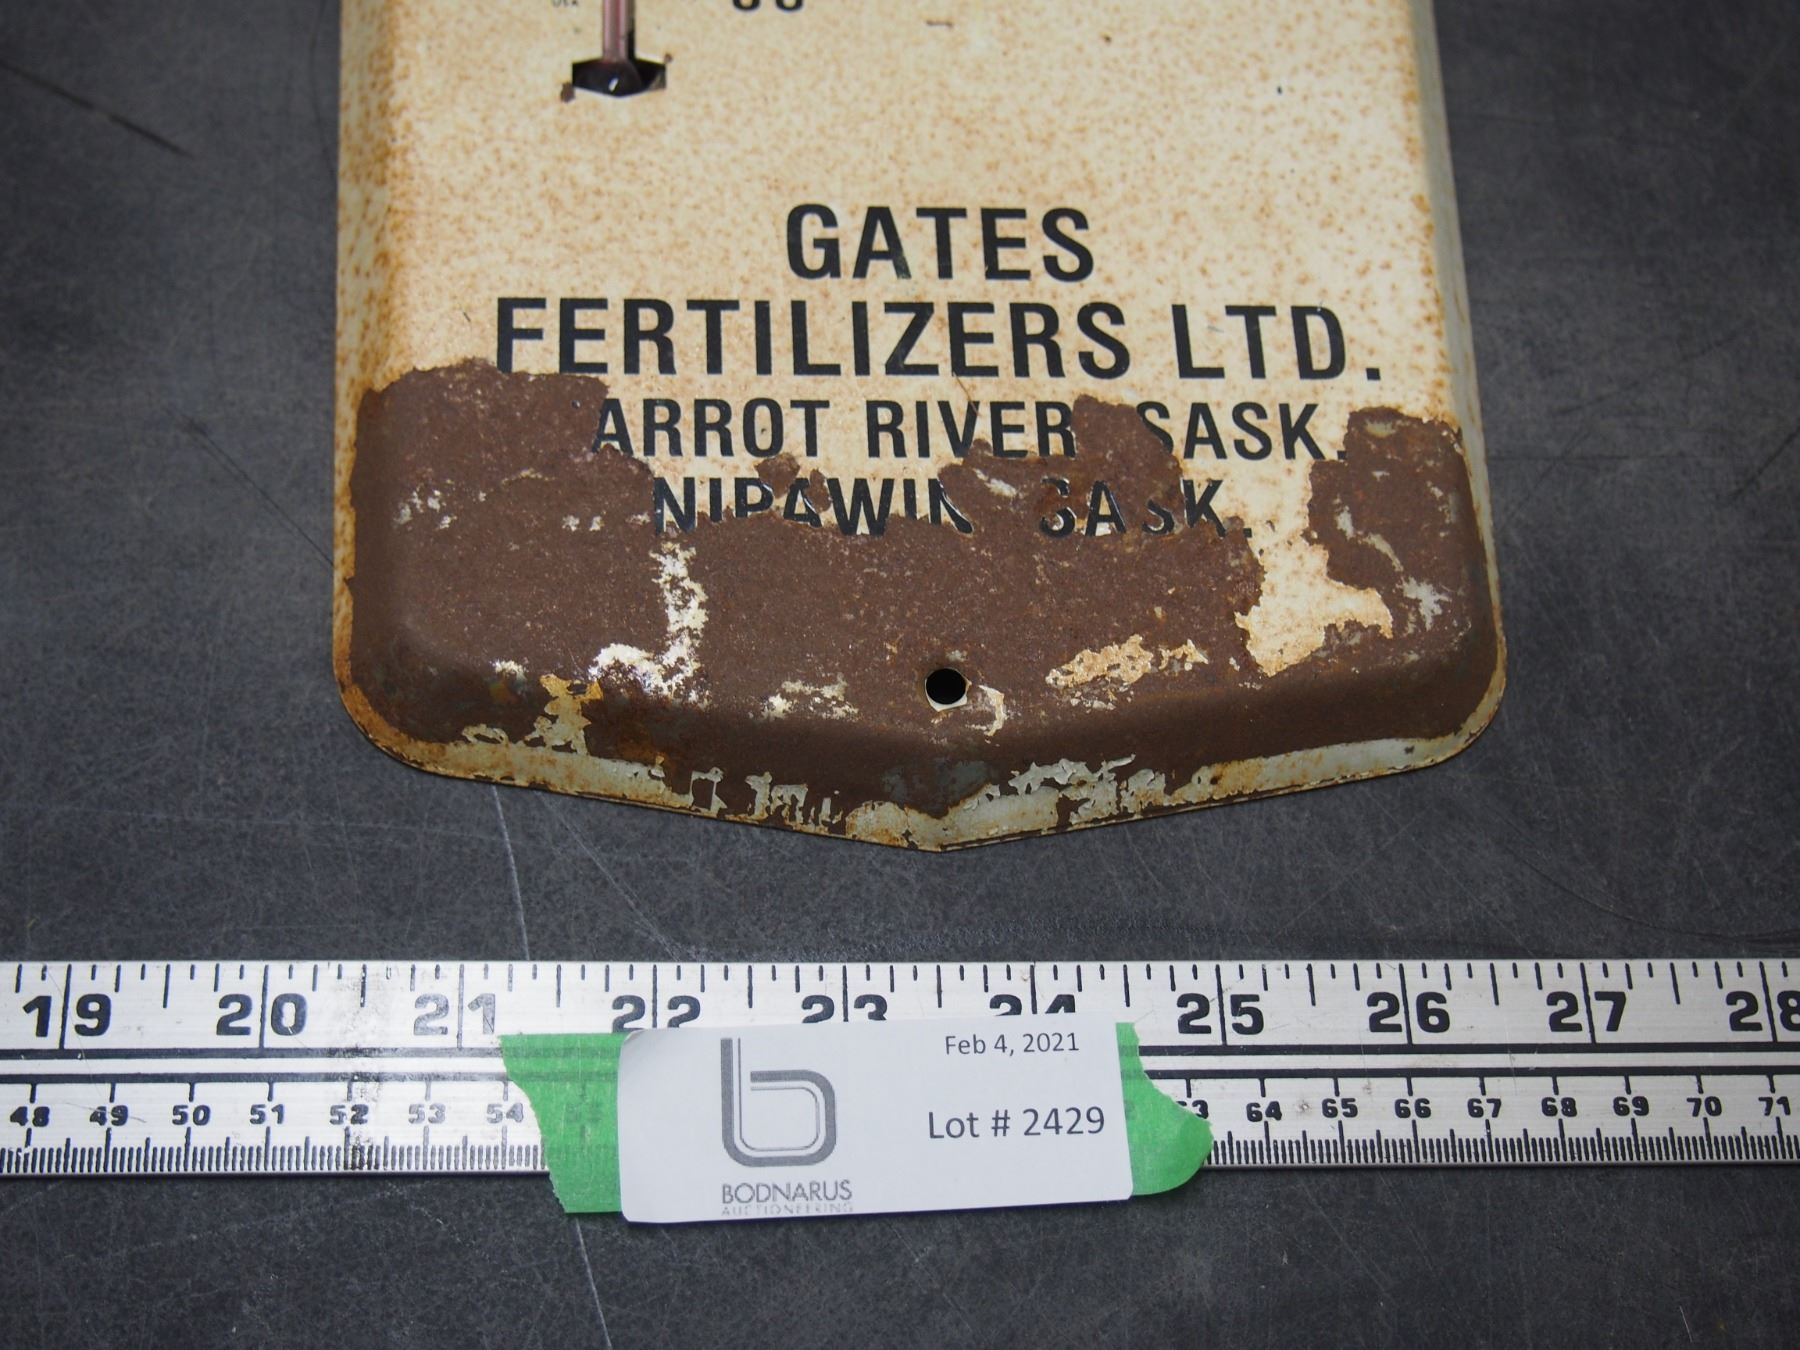 GATES
FERTILIZERS LTD.
ARROT RIVER SASK.
NIPAWIN SASK.
19 20 21 22 23 24 25 26 27 28
48 49 50 51 52 53 54 63 64 65 66 67 68 69 70 71
Feb 4, 2021
Lot # 2429
b
BODNARUS
AUCTIONEERING